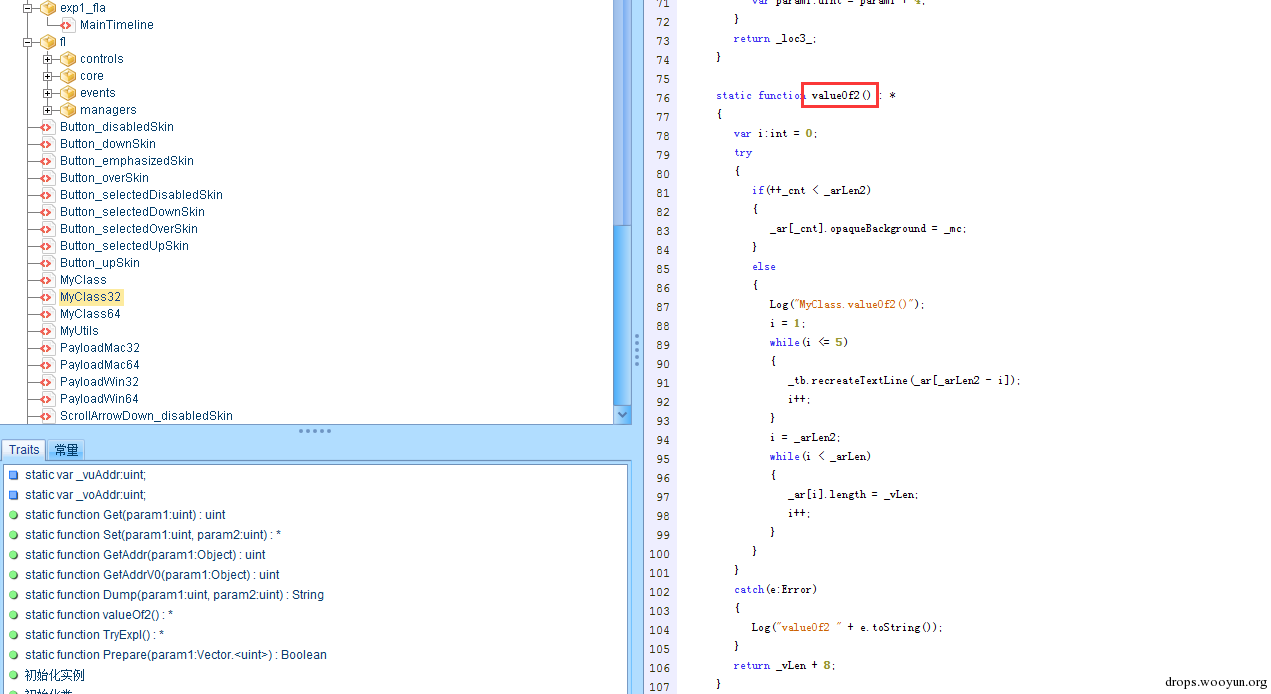 exp1_fla
MainTimeline
fl
controls
core
events
managers
Button_disabledSkin
Button_downSkin
Button_emphasizedSkin
Button_overSkin
Button_selectedDisabledSkin
Button_selectedDownSkin
Button_selectedOverSkin
Button_selectedUpSkin
Button_upSkin
MyClass
MyClass32
MyClass64
MyUtils
PayloadMac32
PayloadMac64
PayloadWin32
PayloadWin64
ScrollArrowDown_disabledSkin
Traits 常量
static var _vuAddr:uint;
static var _voAddr:uint;
static function Get(param1:uint) : uint
static function Set(param1:uint, param2:uint) : *
static function GetAddr(param1:Object) : uint
static function GetAddrV0(param1:Object) : uint
static function Dump(param1:uint, param2:uint) : String
static function valueOf2() : *
static function TryExpl() : *
static function Prepare(param1:Vector.<uint>) : Boolean
初始化实例
初始化类
71 var param1:uint = param1 + 4;
72 }
73 return _loc3_;
74 }
75
76 static function valueOf2() : *
77 {
78 var i:int = 0;
79 try
80 {
81 if(++_cnt < _arLen2)
82 {
83 _ar[_cnt].opaqueBackground = _mc;
84 }
85 else
86 {
87 Log("MyClass.valueOf2()");
88 i = 1;
89 while(i <= 5)
90 {
91 _tb.recreateTextLine(_ar[_arLen2 - i]);
92 i++;
93 }
94 i = _arLen2;
95 while(i < _arLen)
96 {
97 _ar[i].length = _vLen;
98 i++;
99 }
100 }
101 }
102 catch(e:Error)
103 {
104 Log("valueOf2 " + e.toString());
105 }
106 return _vLen + 8;
107 }
drops.wooyun.org